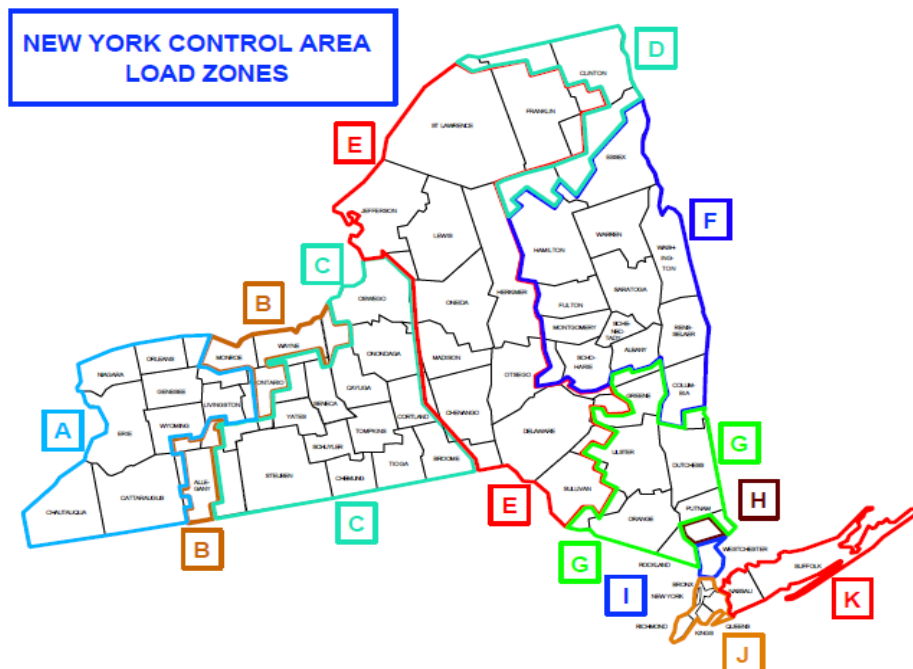 NEW YORK CONTROL AREA
LOAD ZONES
D
CLINTON
FRANKLIN
ST LAWRENCE
E
ESSEX
JEFFERSON
LEWIS
F
WARREN
HAMILTON
WASH-
ING-
TON
C
HERKIMER
ONEIDA
OSWEGO
SARATOGA
B
FULTON
MONTGOMERY
SCHE-
NEC-
TADY
RENS-
SELAER
WAYNE
MONROE
ORLEANS
NIAGARA
ONONDAGA
MADISON
OTSEGO
SCHO-
HARIE
ALBANY
GENESEE
ONTARIO
LIVINGSTON
SENECA
CAYUGA
A
ERIE
WYOMING
YATES
CORTLAND
CHENANGO
GREENE
COLUM-
BIA
TOMPKINS
SCHUYLER
DELAWARE
ULSTER
DUTCHESS
G
ALLE-
GANY
STEUBEN
CHEMUNG
TIOGA
BROOME
CATTARAUGUS
CHAUTAUQUA
SULLIVAN
E
H
PUTNAM
ORANGE
B
C
G
ROCKLAND
WESTCHESTER
SUFFOLK
I
BRONX
NEW YORK
NASSAU
K
RICHMOND
KINGS
QUEENS
J